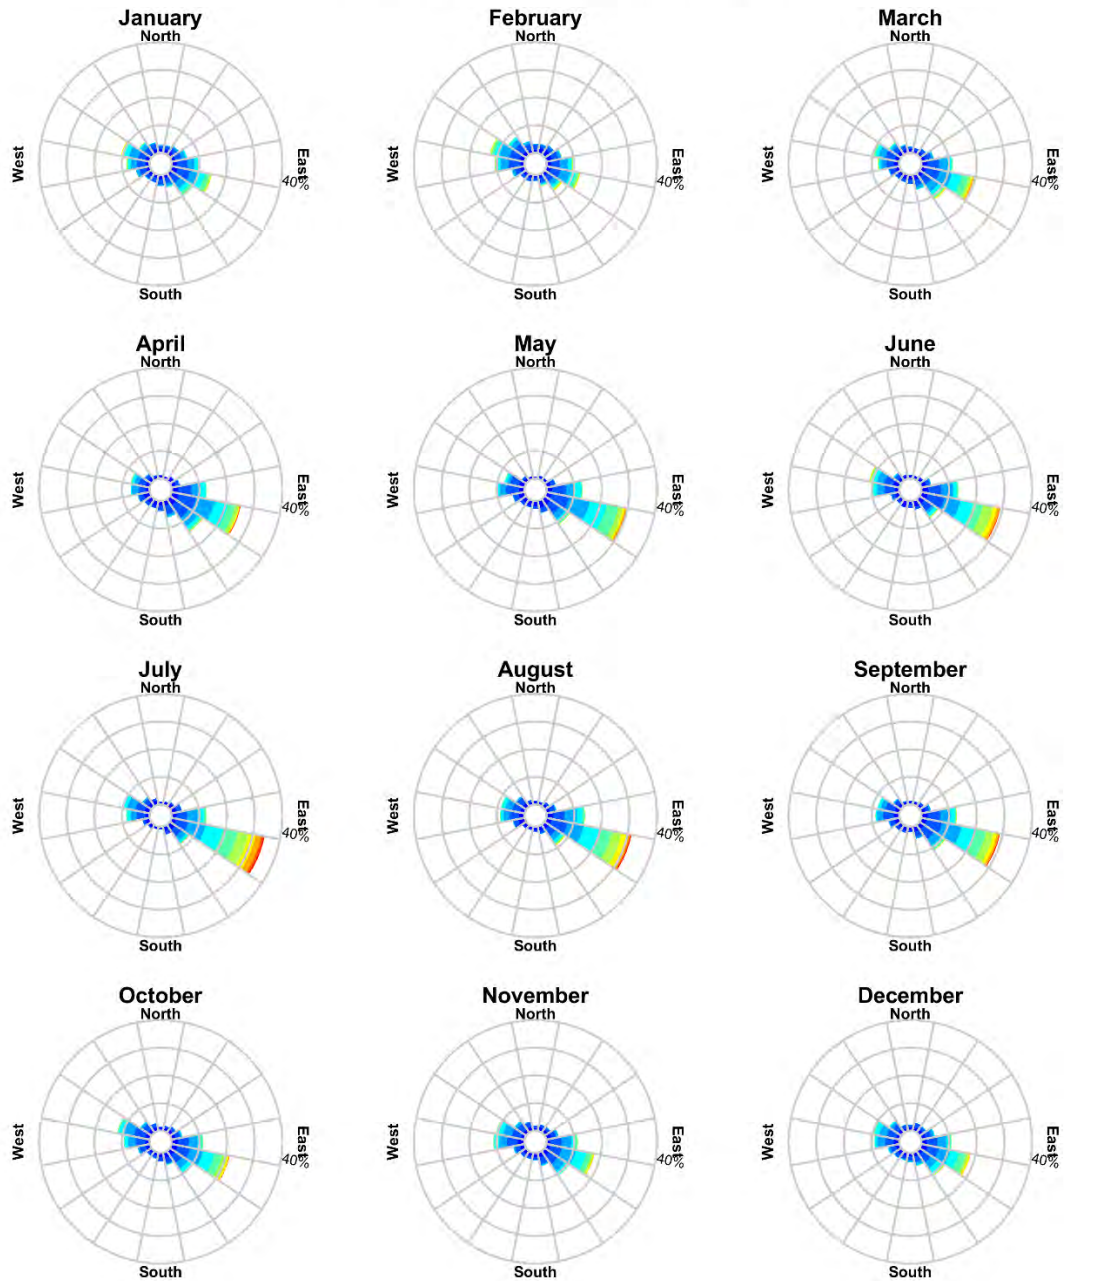 January February March
North North North
West East West East West East
40% 40% 40%
South South South
April May June
North North North
West East West East West East
40% 40% 40%
South South South
July August September
North North North
West East West East West East
40% 40% 40%
South South South
October November December
North North North
West East West East West East
40% 40% 40%
South South South